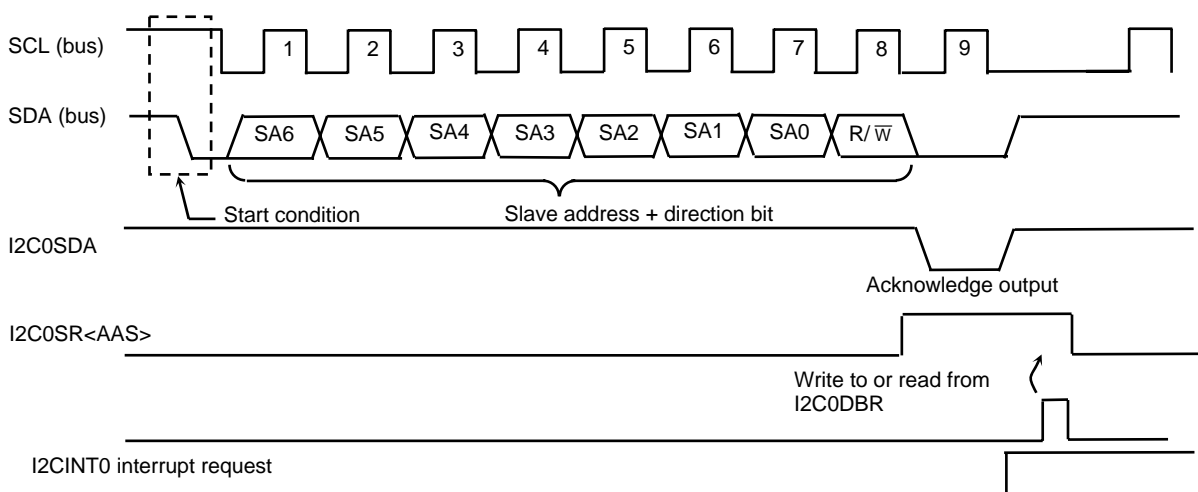 SCL (bus)
1 2 3 4 5 6 7 8 9
SDA (bus)
SA6 SA5 SA4 SA3 SA2 SA1 SA0 R/W̅
Start condition
Slave address + direction bit
I2C0SDA
Acknowledge output
I2C0SR<AAS>
Write to or read from
I2C0DBR
I2CINT0 interrupt request